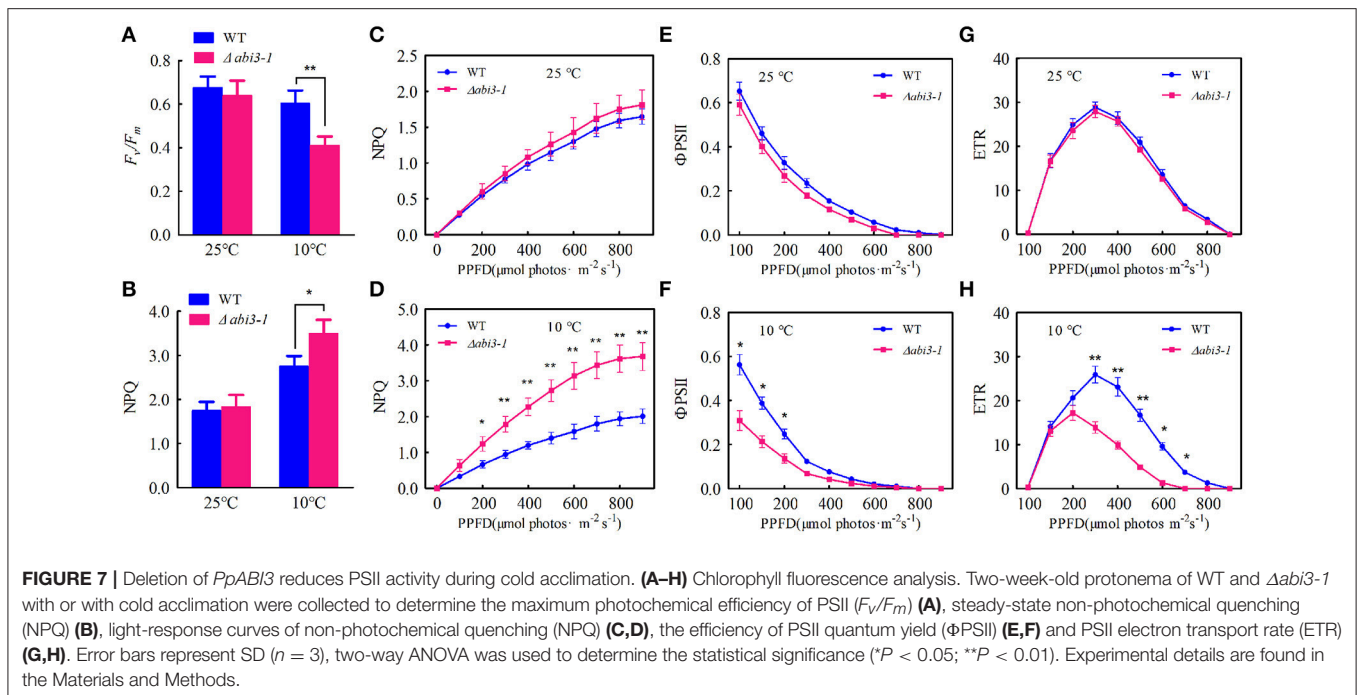 A
WT
Δ abi3-1
**
Fv/Fm
0.8
0.6
0.4
0.2
0.0
25°C
10°C
B
WT
Δ abi3-1
*
NPQ
4.0
3.0
2.0
1.0
0.0
25°C
10°C
C
25 °C
WT
Δabi3-1
NPQ
2.5
2.0
1.5
1.0
0.5
0.0
0 200 400 600 800
PPFD(μmol photos· m⁻²s⁻¹)
D
10 °C
WT
Δabi3-1
* ** ** ** ** ** ** **
NPQ
5.0
4.0
3.0
2.0
1.0
0.0
0 200 400 600 800
PPFD(μmol photos· m⁻²s⁻¹)
E
25 °C
WT
Δabi3-1
ΦPSII
0.8
0.6
0.4
0.2
0.0
100 200 400 600 800
PPFD(μmol photos·m⁻²s⁻¹)
F
10 °C
WT
Δabi3-1
* * *
ΦPSII
0.8
0.6
0.4
0.2
0.0
100 200 400 600 800
PPFD(μmol photos·m⁻²s⁻¹)
G
25 °C
WT
Δabi3-1
ETR
40
30
20
10
0
100 200 400 600 800
PPFD(μmol photos·m⁻²s⁻¹)
H
10 °C
WT
Δabi3-1
** ** ** * *
ETR
40
30
20
10
0
100 200 400 600 800
PPFD(μmol photos·m⁻²s⁻¹)
FIGURE 7 | Deletion of PpABI3 reduces PSII activity during cold acclimation. (A–H) Chlorophyll fluorescence analysis. Two-week-old protonema of WT and Δabi3-1
with or with cold acclimation were collected to determine the maximum photochemical efficiency of PSII (Fv/Fm) (A), steady-state non-photochemical quenching
(NPQ) (B), light-response curves of non-photochemical quenching (NPQ) (C,D), the efficiency of PSII quantum yield (ΦPSII) (E,F) and PSII electron transport rate (ETR)
(G,H). Error bars represent SD (n = 3), two-way ANOVA was used to determine the statistical significance (*P < 0.05; **P < 0.01). Experimental details are found in
the Materials and Methods.